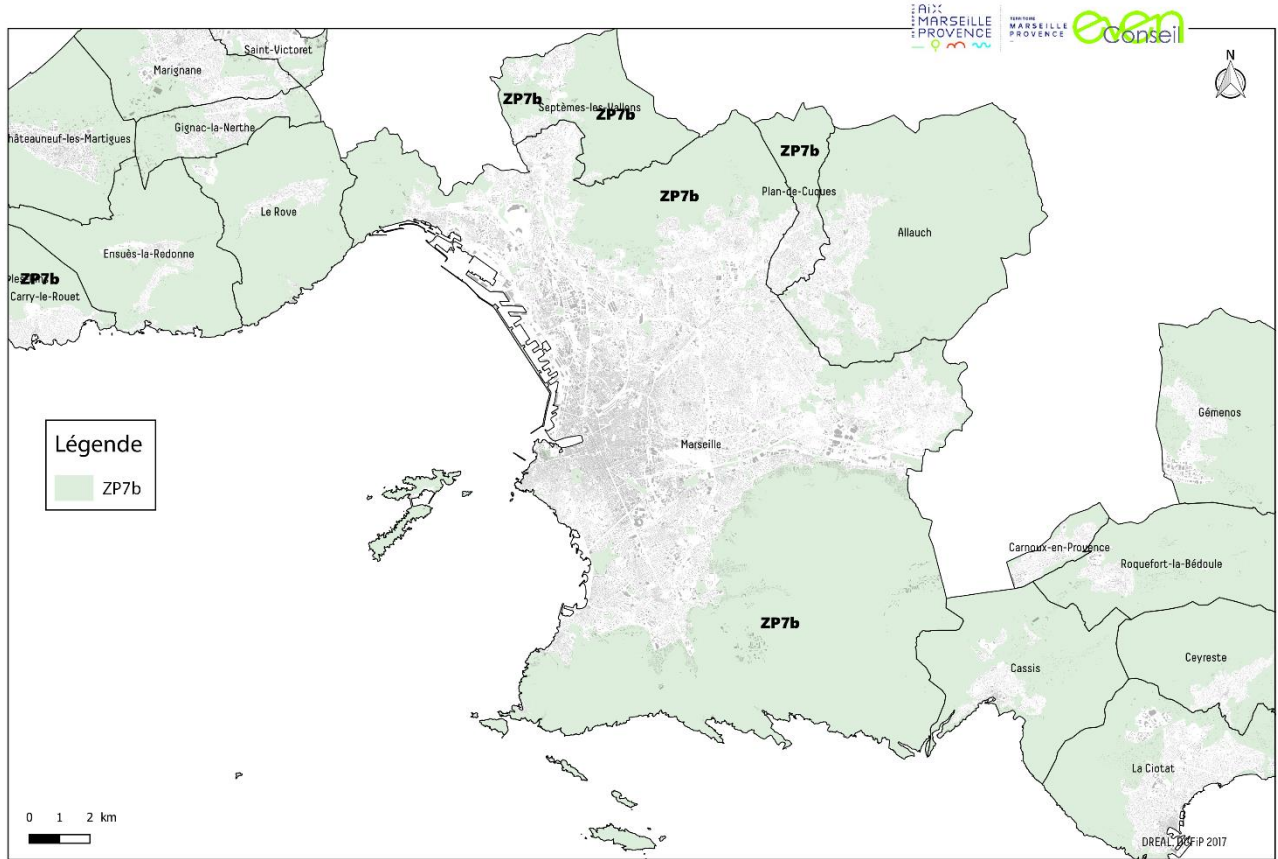 AiX
MARSEILLE
PROVENCE
MARSEILLE
PROVENCE
even
Conseil
N
Saint-Victoret
Marignane
ZP7b
Septèmes-les-Vallons
ZP7b
Gignac-la-Nerthe
hâteauneuf-les-Martigues
ZP7b
Plan-de-Cuques
ZP7b
Le Rove
Allauch
Ensuès-la-Redonne
ZP7b
Carry-le-Rouet
Gémenos
Légende
ZP7b
Marseille
Carnoux-en-Provence
Roquefort-la-Bédoule
ZP7b
Cassis
Ceyreste
La Ciotat
0 1 2 km
DREAL, DGFiP 2017